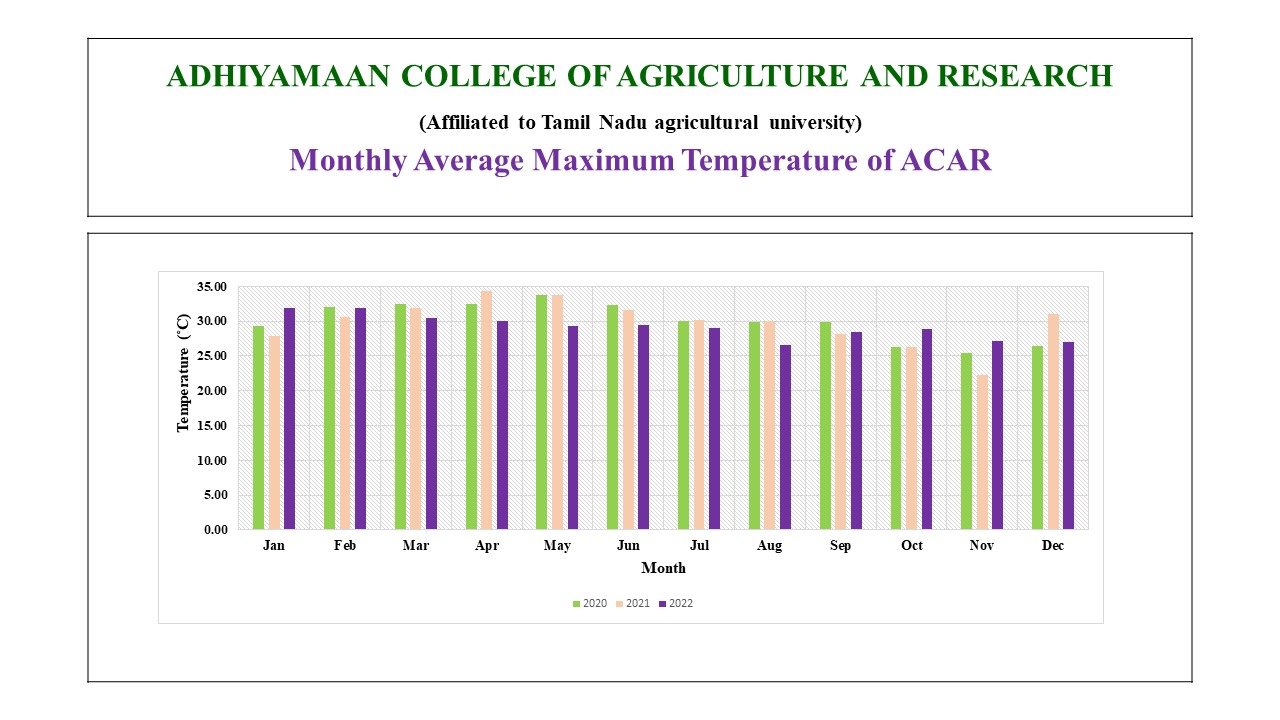 ADHIYAMAAN COLLEGE OF AGRICULTURE AND RESEARCH
(Affiliated to Tamil Nadu agricultural university)
Monthly Average Maximum Temperature of ACAR
35.00
30.00
25.00
20.00
15.00
10.00
5.00
0.00
Temperature (˚C)
Jan Feb Mar Apr May Jun Jul Aug Sep Oct Nov Dec
Month
2020 2021 2022